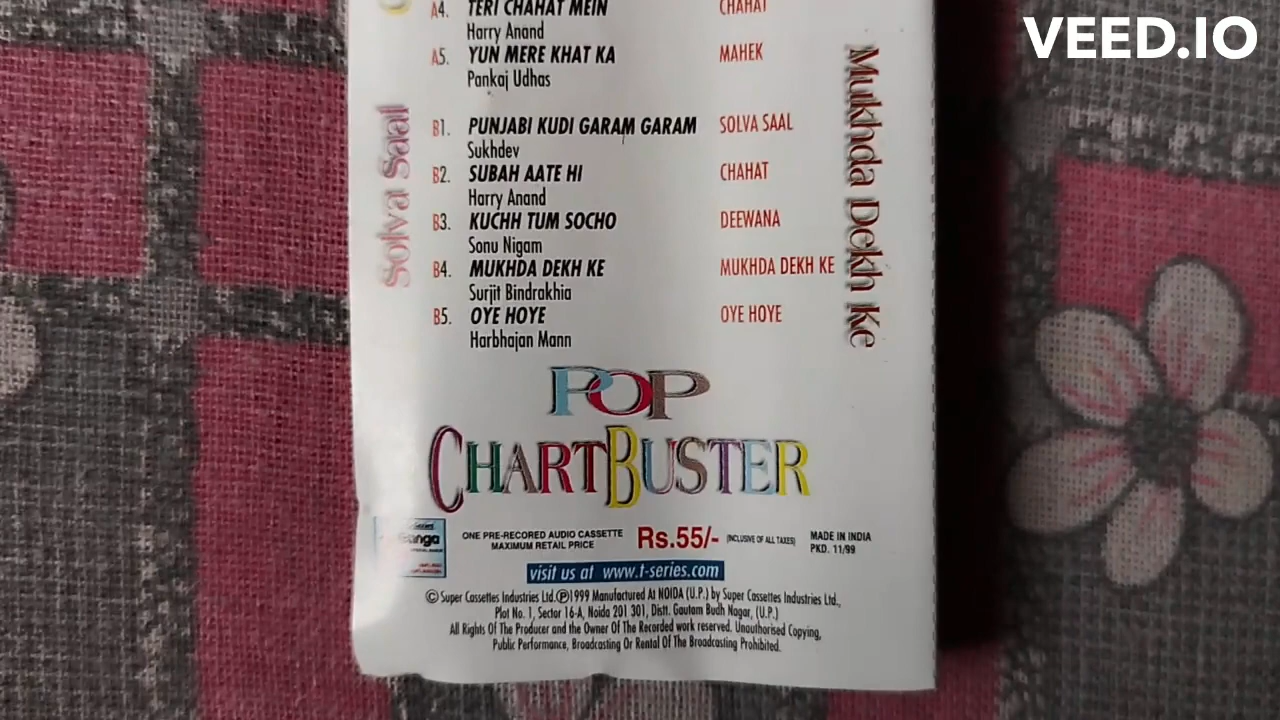 VEED.IO
A4. TERI CHAHAT MEIN CHAHAT
Harry Anand
A5. YUN MERE KHAT KA MAHEK
Pankaj Udhas
B1. PUNJABI KUDI GARAM GARAM SOLVA SAAL
Sukhdev
B2. SUBAH AATE HI CHAHAT
Harry Anand
B3. KUCHH TUM SOCHO DEEWANA
Sonu Nigam
B4. MUKHDA DEKH KE MUKHDA DEKH KE
Surjit Bindrakhia
B5. OYE HOYE OYE HOYE
Harbhajan Mann
Solva Saal
Mukhda Dekh Ke
POP
CHARTBUSTER
ONE PRE-RECORED AUDIO CASSETTE
MAXIMUM RETAIL PRICE
Rs.55/- (INCLUSIVE OF ALL TAXES)
MADE IN INDIA
PKD. 11/99
visit us at www.t-series.com
© Super Cassettes Industries Ltd. ℗1999 Manufactured At NOIDA (U.P.) by Super Cassettes Industries Ltd.,
Plot No. 1, Sector 16-A, Noida 201 301, Distt. Gautam Budh Nagar, (U.P.)
All Rights Of The Producer and the Owner Of The Recorded work reserved. Unauthorised Copying,
Public Performance, Broadcasting Or Rental Of The Broadcasting Prohibited.